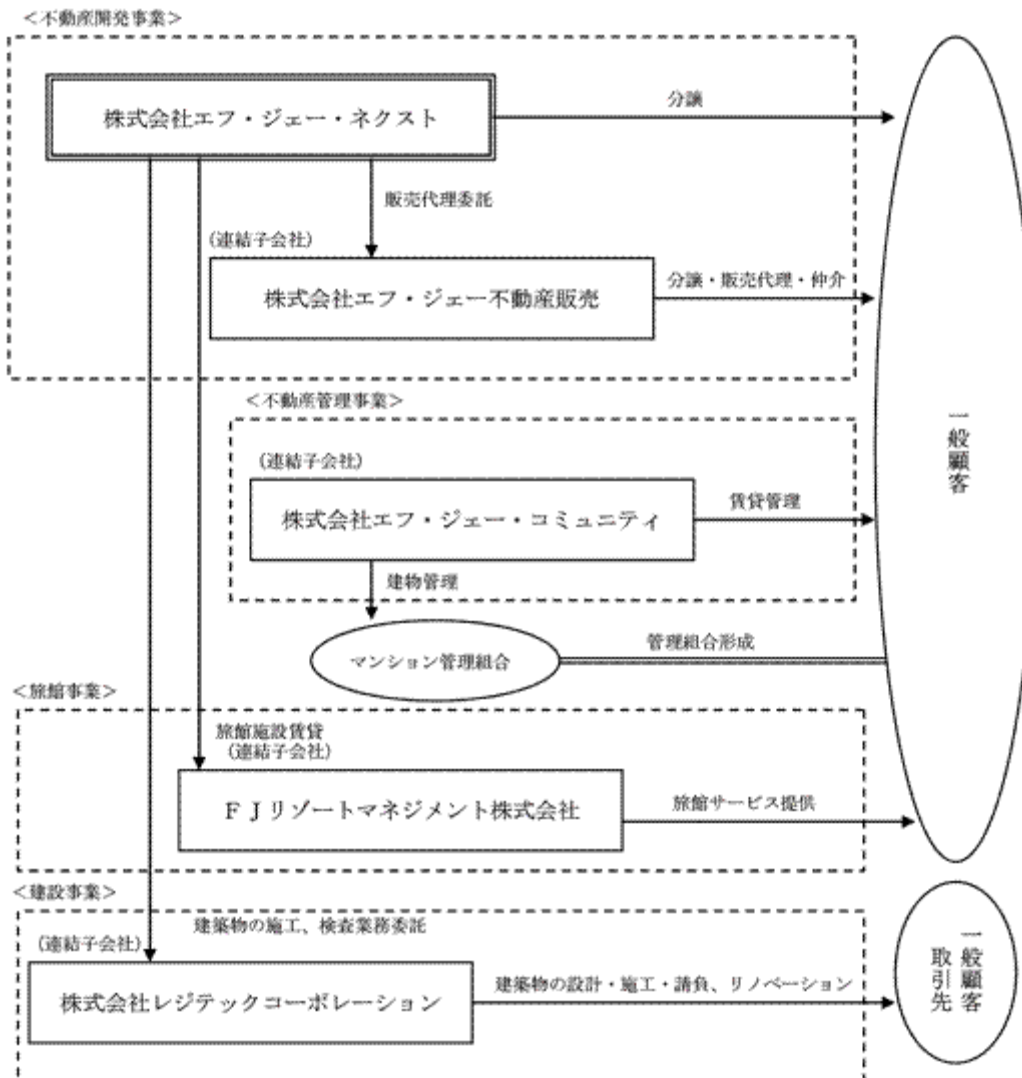 ＜不動産開発事業＞
株式会社エフ・ジェー・ネクスト
分譲
販売代理委託
(連結子会社)
株式会社エフ・ジェー不動産販売
分譲・販売代理・仲介
＜不動産管理事業＞
(連結子会社)
株式会社エフ・ジェー・コミュニティ
賃貸管理
建物管理
マンション管理組合
管理組合形成
一般顧客
＜旅館事業＞
旅館施設賃貸
(連結子会社)
ＦＪリゾートマネジメント株式会社
旅館サービス提供
＜建設事業＞
建築物の施工、検査業務委託
(連結子会社)
株式会社レジテックコーポレーション
建築物の設計・施工・請負、リノベーション
一般顧客
取引先